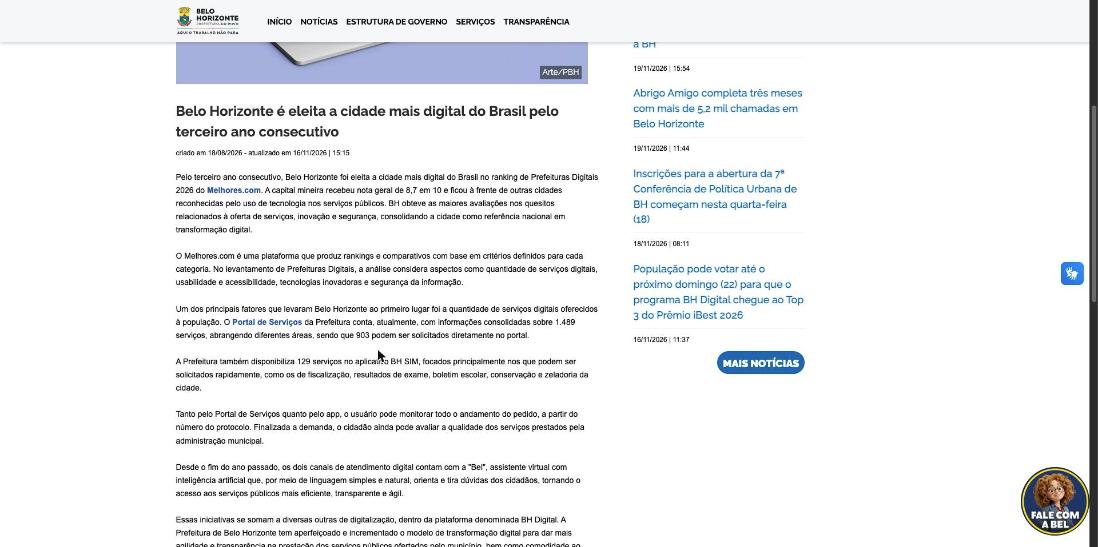 BELO
HORIZONTE
PREFEITURA
AQUI O TRABALHO NÃO PARA
INÍCIO NOTÍCIAS ESTRUTURA DE GOVERNO SERVIÇOS TRANSPARÊNCIA
Arte/PBH
Belo Horizonte é eleita a cidade mais digital do Brasil pelo
terceiro ano consecutivo
criado em 18/08/2026 - atualizado em 16/11/2026 | 15:15
Pelo terceiro ano consecutivo, Belo Horizonte foi eleita a cidade mais digital do Brasil no ranking de Prefeituras Digitais
2026 do Melhores.com. A capital mineira recebeu nota geral de 8,7 em 10 e ficou à frente de outras cidades
reconhecidas pelo uso de tecnologia nos serviços públicos. BH obteve as maiores avaliações nos quesitos
relacionados à oferta de serviços, inovação e segurança, consolidando a cidade como referência nacional em
transformação digital.
O Melhores.com é uma plataforma que produz rankings e comparativos com base em critérios definidos para cada
categoria. No levantamento de Prefeituras Digitais, a análise considera aspectos como quantidade de serviços digitais,
usabilidade e acessibilidade, tecnologias inovadoras e segurança da informação.
Um dos principais fatores que levaram Belo Horizonte ao primeiro lugar foi a quantidade de serviços digitais oferecidos
à população. O Portal de Serviços da Prefeitura conta, atualmente, com informações consolidadas sobre 1.489
serviços, abrangendo diferentes áreas, sendo que 903 podem ser solicitados diretamente no portal.
A Prefeitura também disponibiliza 129 serviços no aplicativo BH SIM, focados principalmente nos que podem ser
solicitados rapidamente, como os de fiscalização, resultados de exame, boletim escolar, conservação e zeladoria da
cidade.
Tanto pelo Portal de Serviços quanto pelo app, o usuário pode monitorar todo o andamento do pedido, a partir do
número do protocolo. Finalizada a demanda, o cidadão ainda pode avaliar a qualidade dos serviços prestados pela
administração municipal.
Desde o fim do ano passado, os dois canais de atendimento digital contam com a "Bel", assistente virtual com
inteligência artificial que, por meio de linguagem simples e natural, orienta e tira dúvidas dos cidadãos, tornando o
acesso aos serviços públicos mais eficiente, transparente e ágil.
Essas iniciativas se somam a diversas outras de digitalização, dentro da plataforma denominada BH Digital. A
Prefeitura de Belo Horizonte tem aperfeiçoado e incrementado o modelo de transformação digital para dar mais
agilidade e transparência na prestação dos serviços públicos ofertados pelo município, bem como comodidade ao
a BH
19/11/2026 | 15:54
Abrigo Amigo completa três meses
com mais de 5,2 mil chamadas em
Belo Horizonte
19/11/2026 | 11:44
Inscrições para a abertura da 7ª
Conferência de Política Urbana de
BH começam nesta quarta-feira
(18)
18/11/2026 | 08:11
População pode votar até o
próximo domingo (22) para que o
programa BH Digital chegue ao Top
3 do Prêmio iBest 2026
16/11/2026 | 11:37
MAIS NOTÍCIAS
FALE COM
A BEL